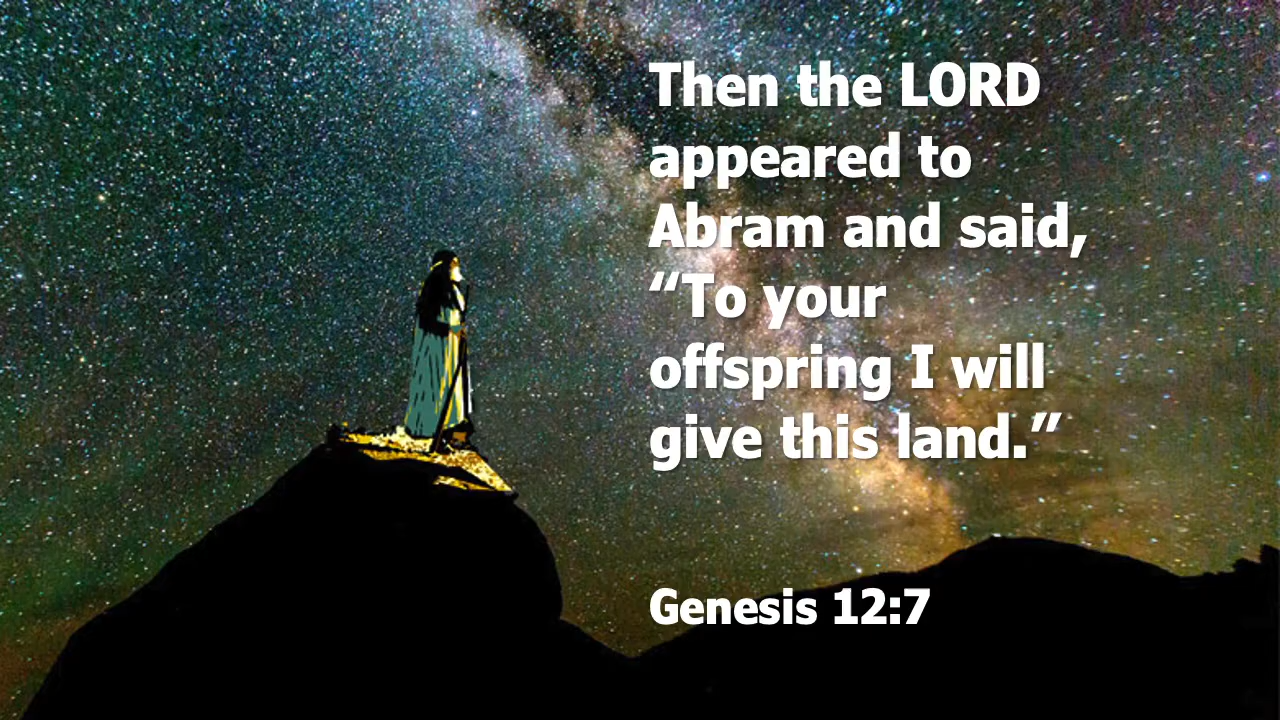 Then the LORD
appeared to
Abram and said,
“To your
offspring I will
give this land.”
Genesis 12:7